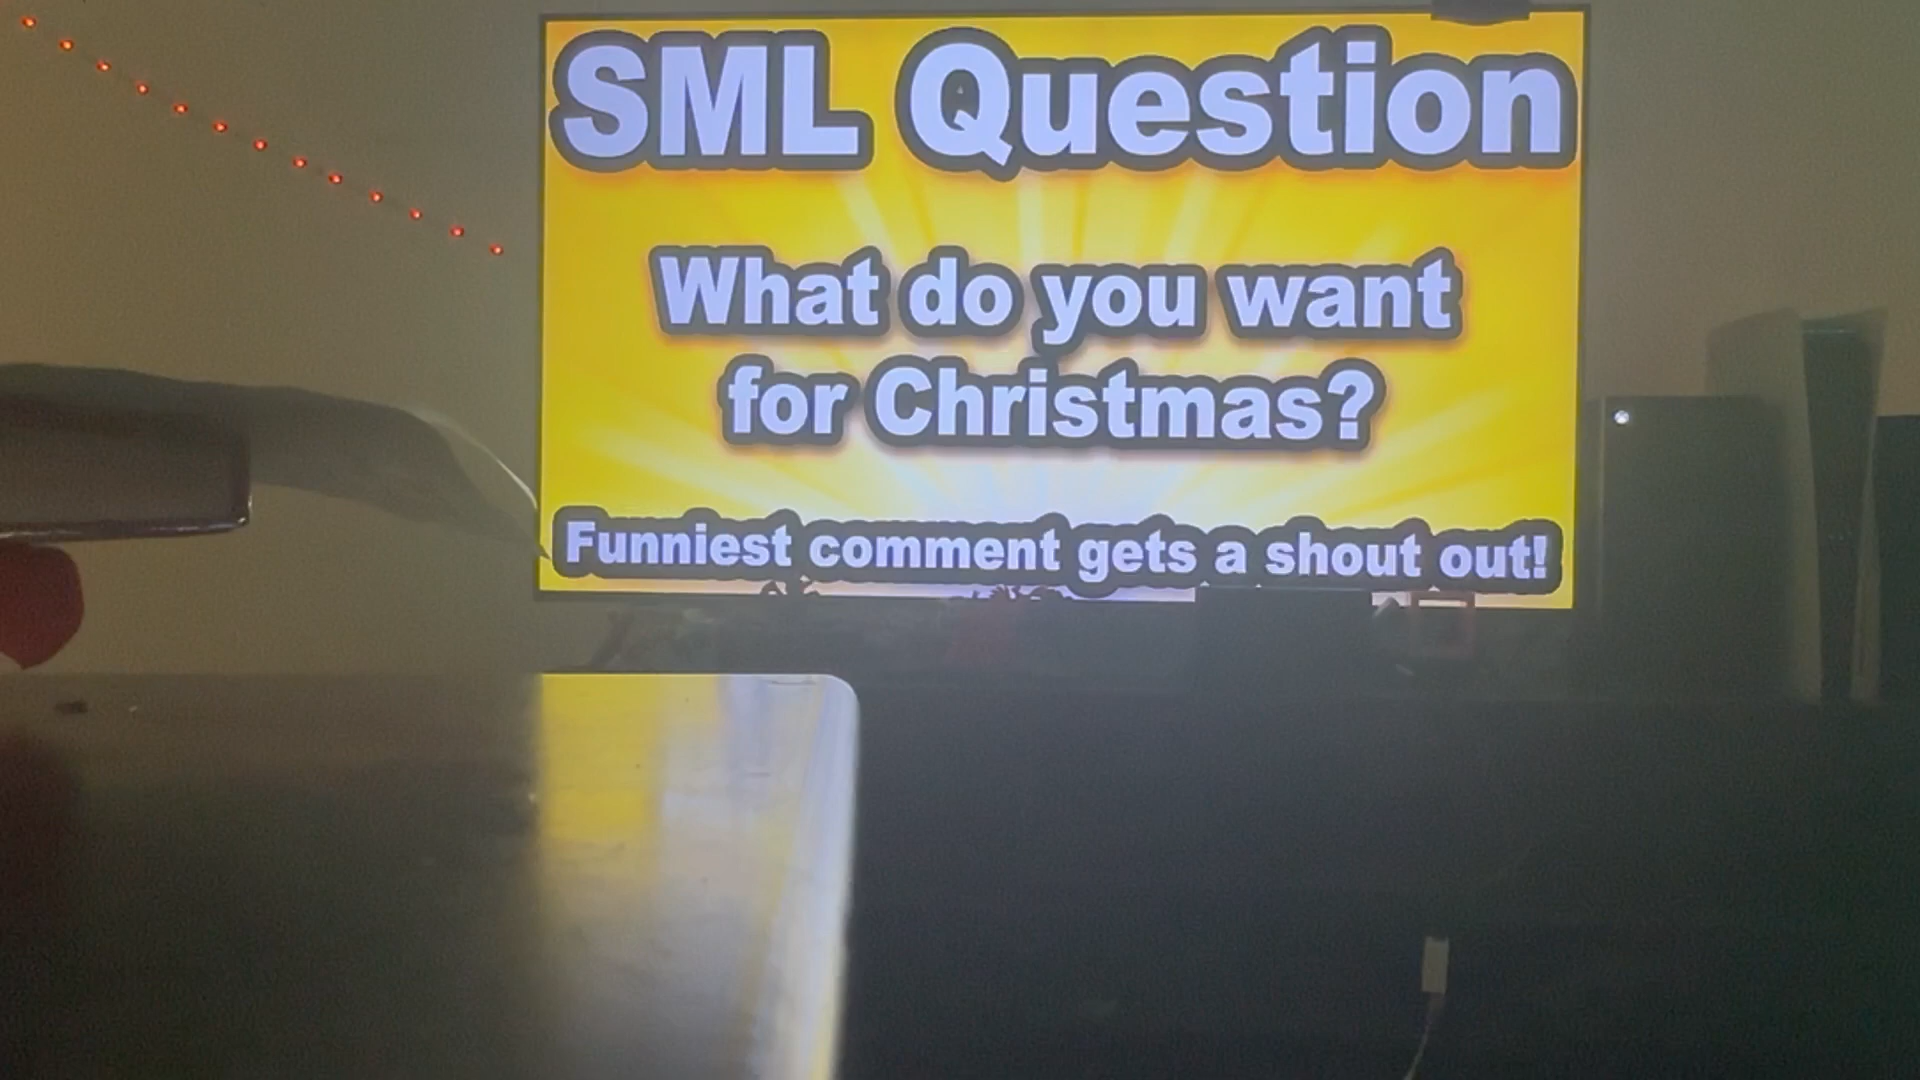 SML Question
What do you want
for Christmas?
Funniest comment gets a shout out!